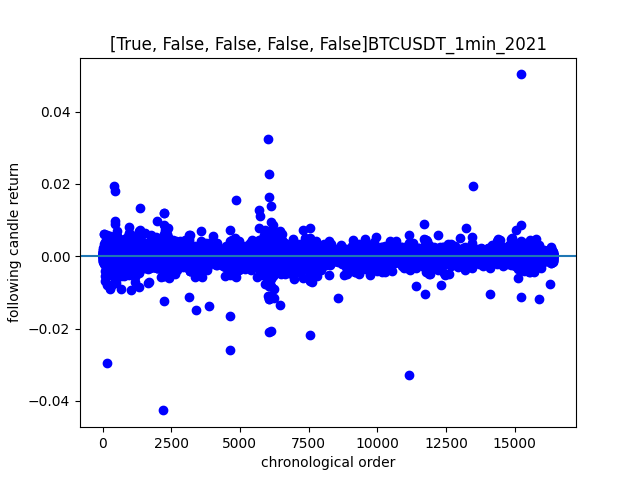 [True, False, False, False, False]BTCUSDT_1min_2021
following candle return
0.04
0.02
0.00
−0.02
−0.04
0 2500 5000 7500 10000 12500 15000
chronological order